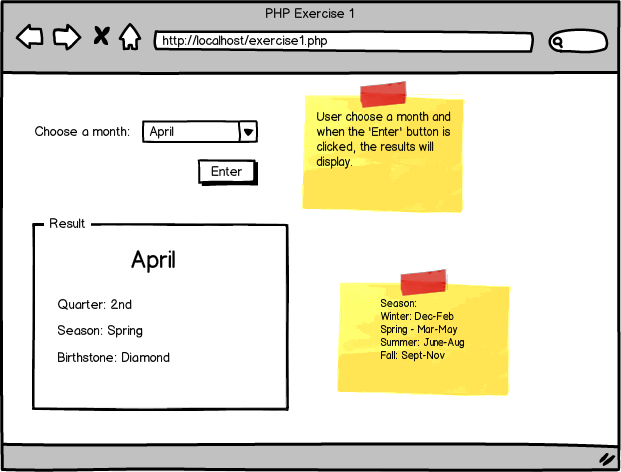 PHP Exercise 1
http://localhost/exercise1.php
Choose a month: April
Enter
User choose a month and
when the 'Enter' button is
clicked, the results will
display.
Result
April
Quarter: 2nd
Season: Spring
Birthstone: Diamond
Season:
Winter: Dec-Feb
Spring - Mar-May
Summer: June-Aug
Fall: Sept-Nov